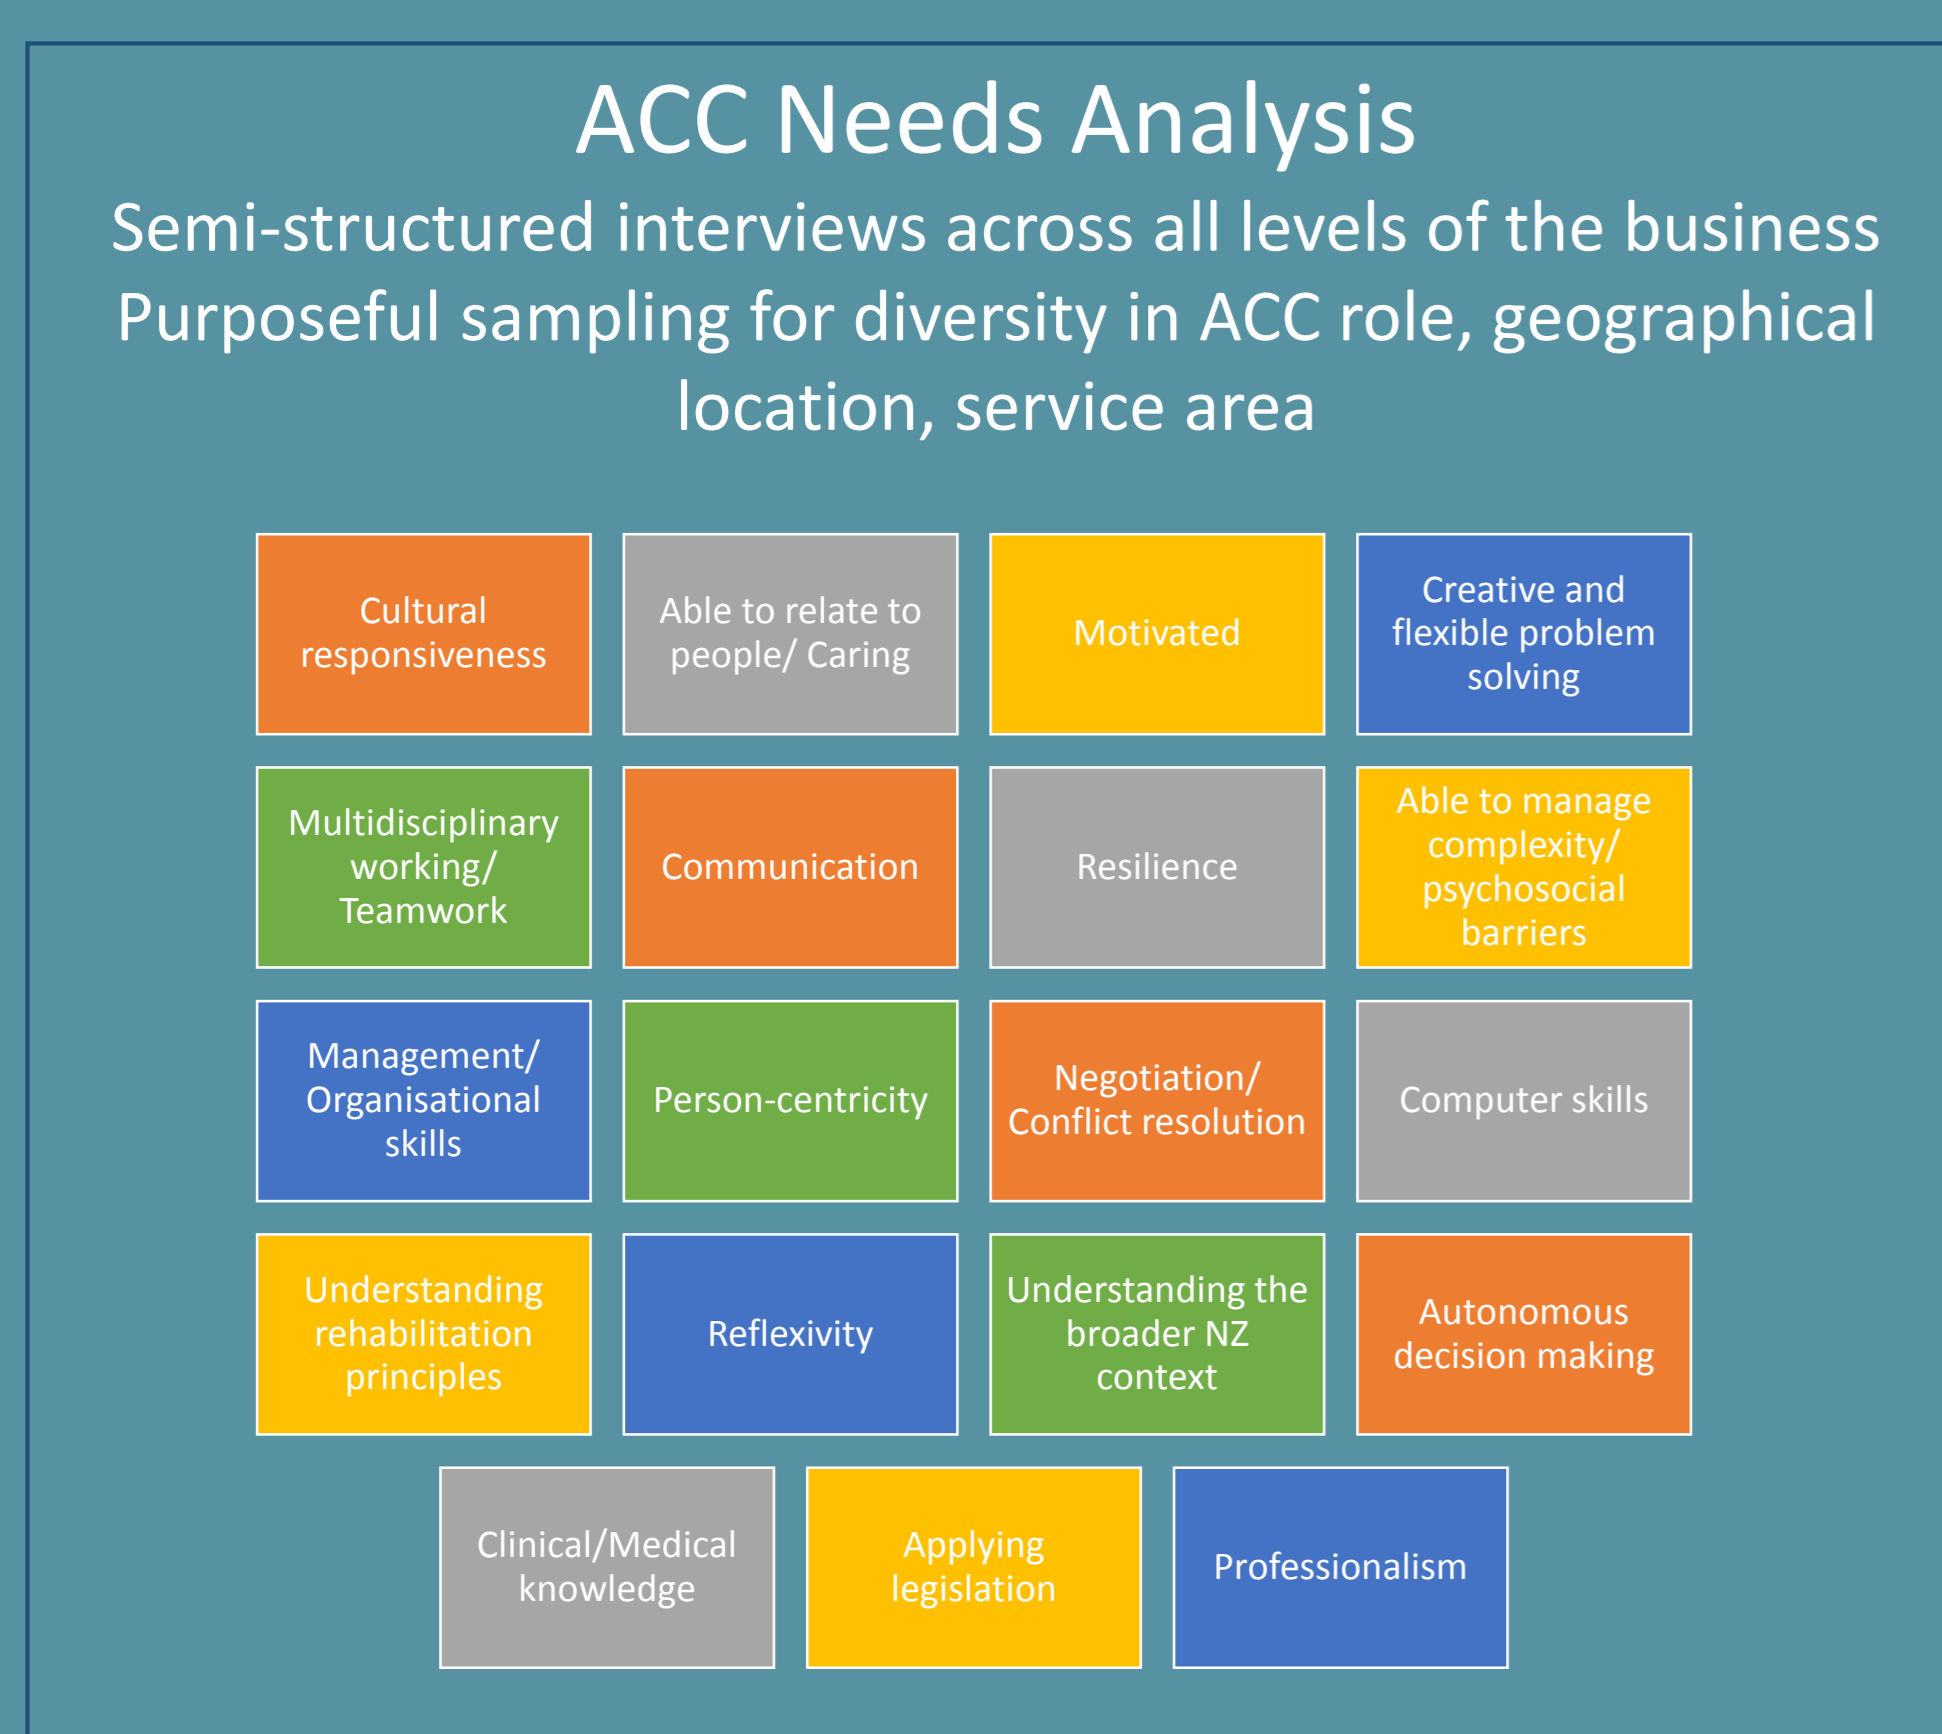 ACC Needs Analysis
Semi-structured interviews across all levels of the business
Purposeful sampling for diversity in ACC role, geographical
location, service area
Cultural
responsiveness
Able to relate to
people/ Caring
Motivated
Creative and
flexible problem
solving
Multidisciplinary
working/
Teamwork
Communication
Resilience
Able to manage
complexity/
psychosocial
barriers
Management/
Organisational
skills
Person-centricity
Negotiation/
Conflict resolution
Computer skills
Understanding
rehabilitation
principles
Reflexivity
Understanding the
broader NZ
context
Autonomous
decision making
Clinical/Medical
knowledge
Applying
legislation
Professionalism